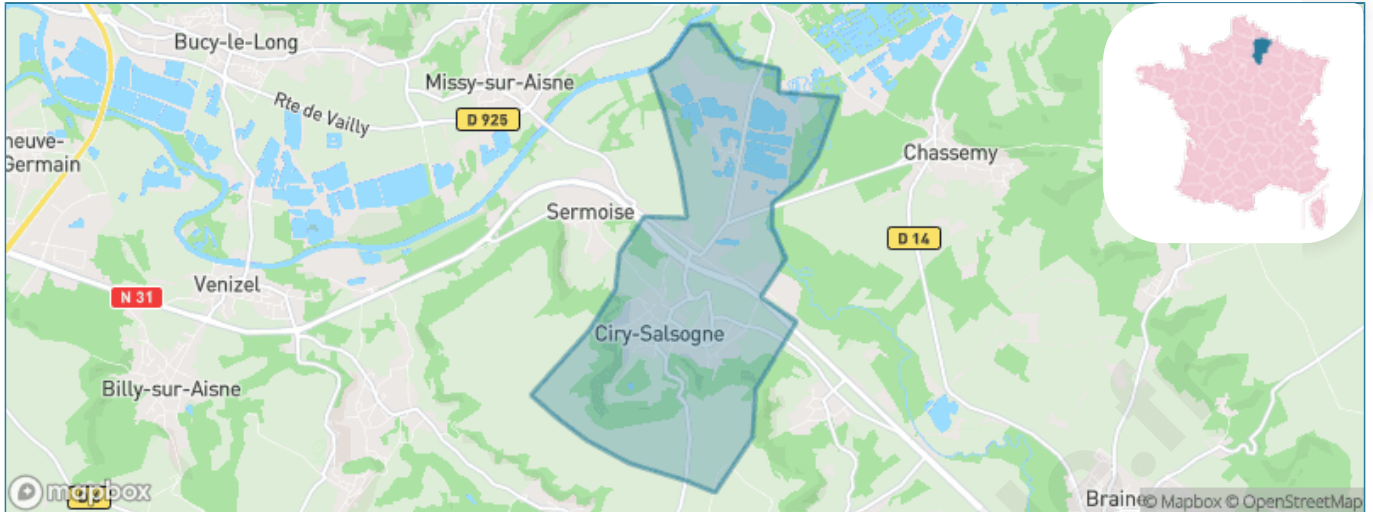 Bucy-le-Long
Missy-sur-Aisne
Rte de Vailly
D 925
neuve-
Germain
Chassemy
Sermoise
D 14
Venizel
N 31
Ciry-Salsogne
Billy-sur-Aisne
mapbox
Braine
© Mapbox © OpenStreetMap